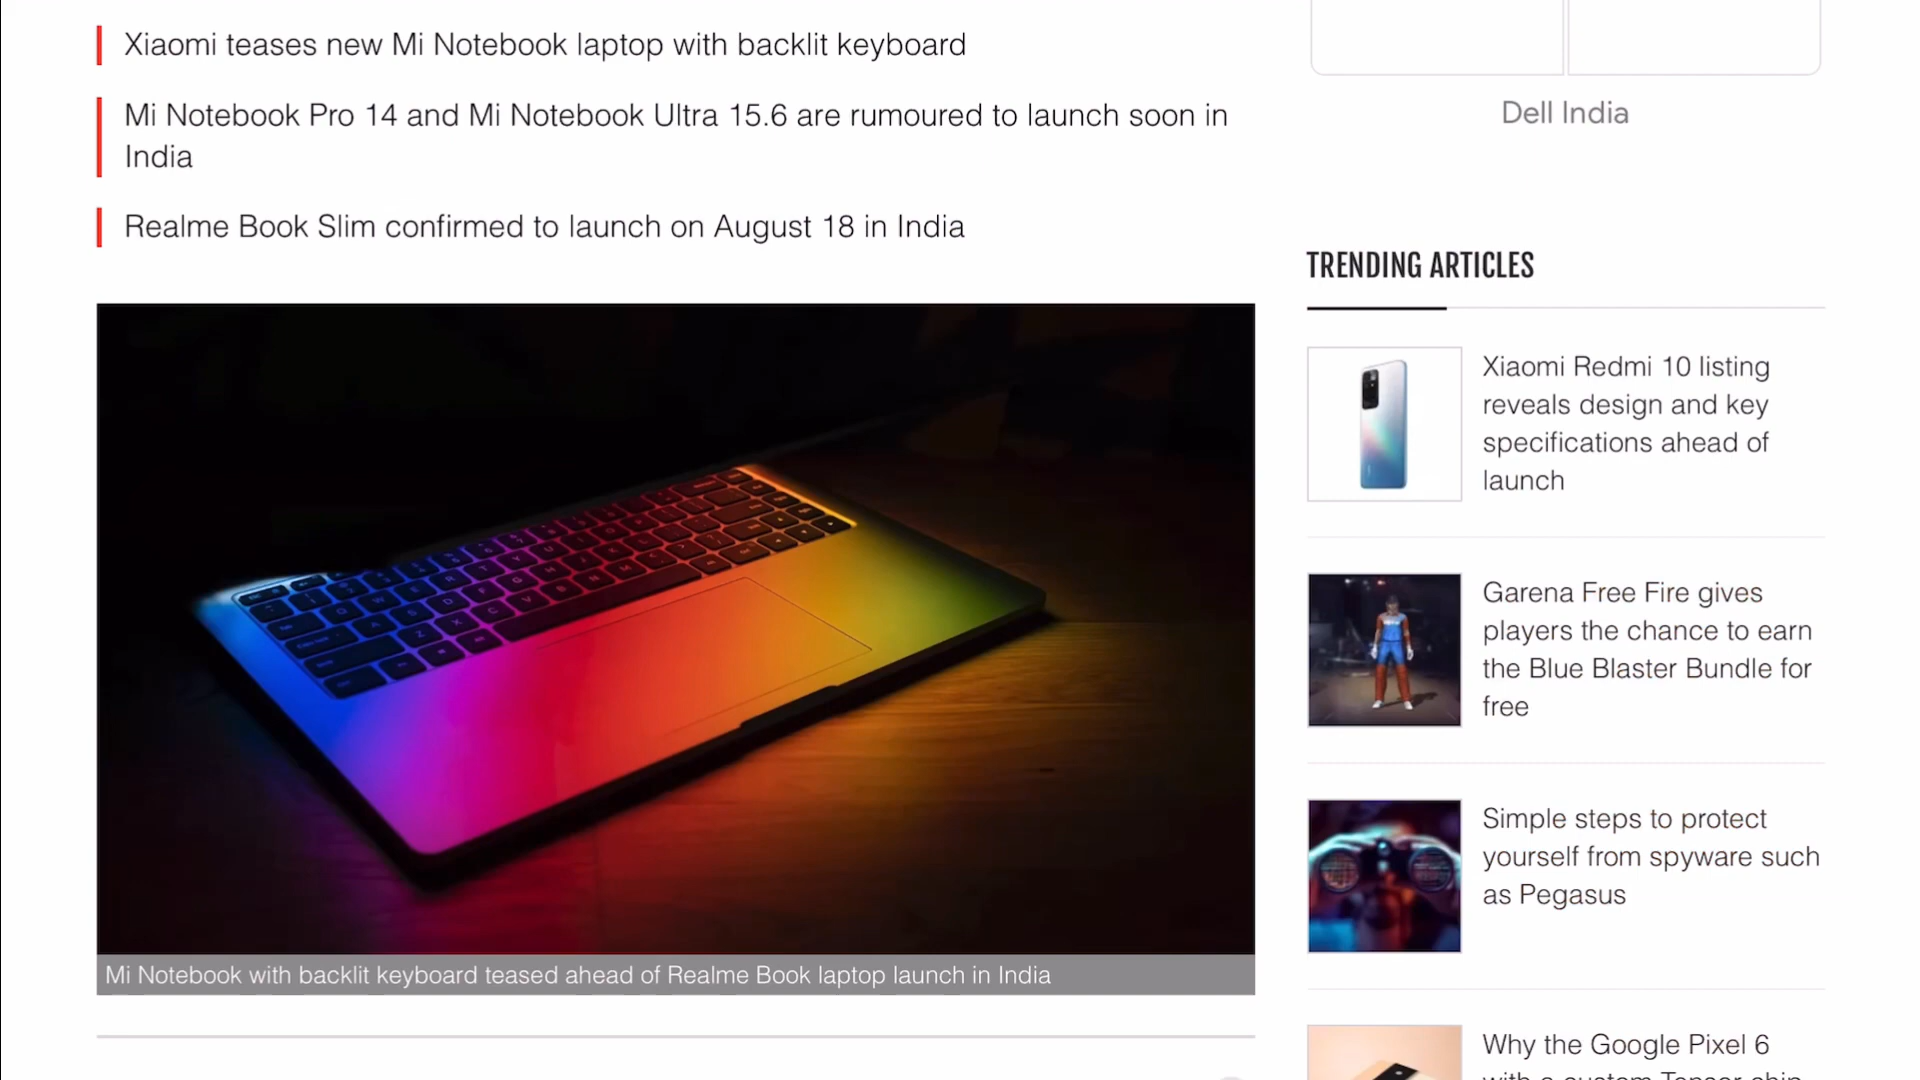 Xiaomi teases new Mi Notebook laptop with backlit keyboard
Mi Notebook Pro 14 and Mi Notebook Ultra 15.6 are rumoured to launch soon in
India
Realme Book Slim confirmed to launch on August 18 in India
Mi Notebook with backlit keyboard teased ahead of Realme Book laptop launch in India
Dell India
TRENDING ARTICLES
Xiaomi Redmi 10 listing
reveals design and key
specifications ahead of
launch
Garena Free Fire gives
players the chance to earn
the Blue Blaster Bundle for
free
Simple steps to protect
yourself from spyware such
as Pegasus
Why the Google Pixel 6
with a custom Tensor chip